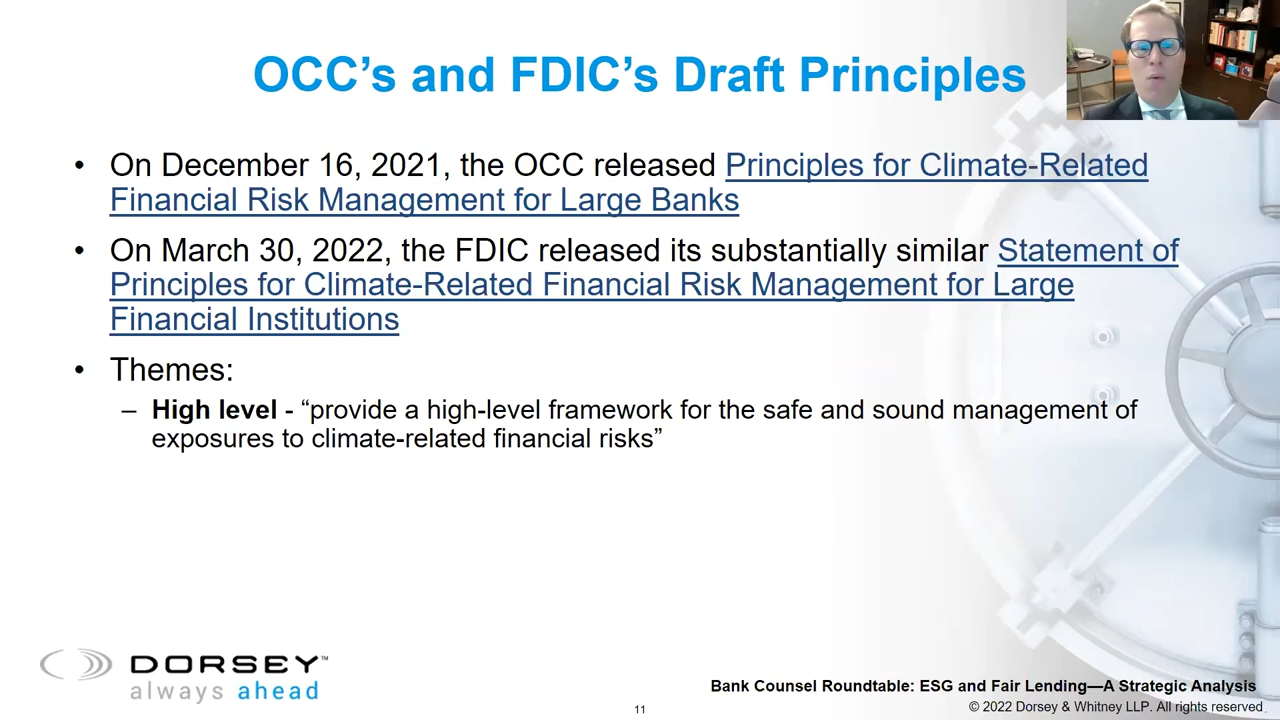 OCC’s and FDIC’s Draft Principles
• On December 16, 2021, the OCC released Principles for Climate-Related
Financial Risk Management for Large Banks
• On March 30, 2022, the FDIC released its substantially similar Statement of
Principles for Climate-Related Financial Risk Management for Large
Financial Institutions
• Themes:
– High level - “provide a high-level framework for the safe and sound management of
exposures to climate-related financial risks”
DORSEY™
always ahead
Bank Counsel Roundtable: ESG and Fair Lending—A Strategic Analysis
11
© 2022 Dorsey & Whitney LLP. All rights reserved.